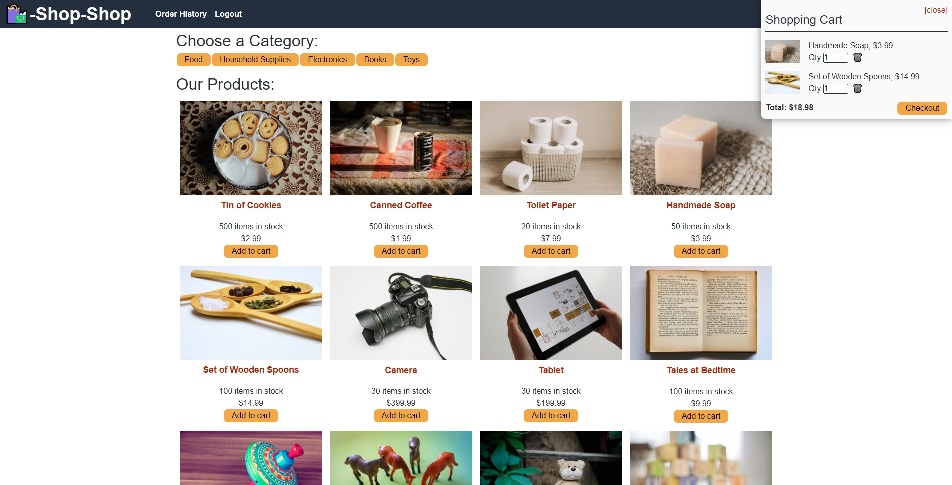 -Shop-Shop
Order History
Logout
[close]
Shopping Cart
Handmade Soap, $3.99
Qty 1
Set of Wooden Spoons, $14.99
Qty 1
Total: $18.98
Checkout
Choose a Category:
Food
Household Supplies
Electronics
Books
Toys
Our Products:
BLACK
Tin of Cookies
Canned Coffee
Toilet Paper
Handmade Soap
500 items in stock
500 items in stock
20 items in stock
50 items in stock
$2.99
$1.99
$7.99
$3.99
Add to cart
Add to cart
Add to cart
Add to cart
Set of Wooden Spoons
Camera
Tablet
Tales at Bedtime
100 items in stock
30 items in stock
30 items in stock
100 items in stock
$14.99
$399.99
$199.99
$9.99
Add to cart
Add to cart
Add to cart
Add to cart